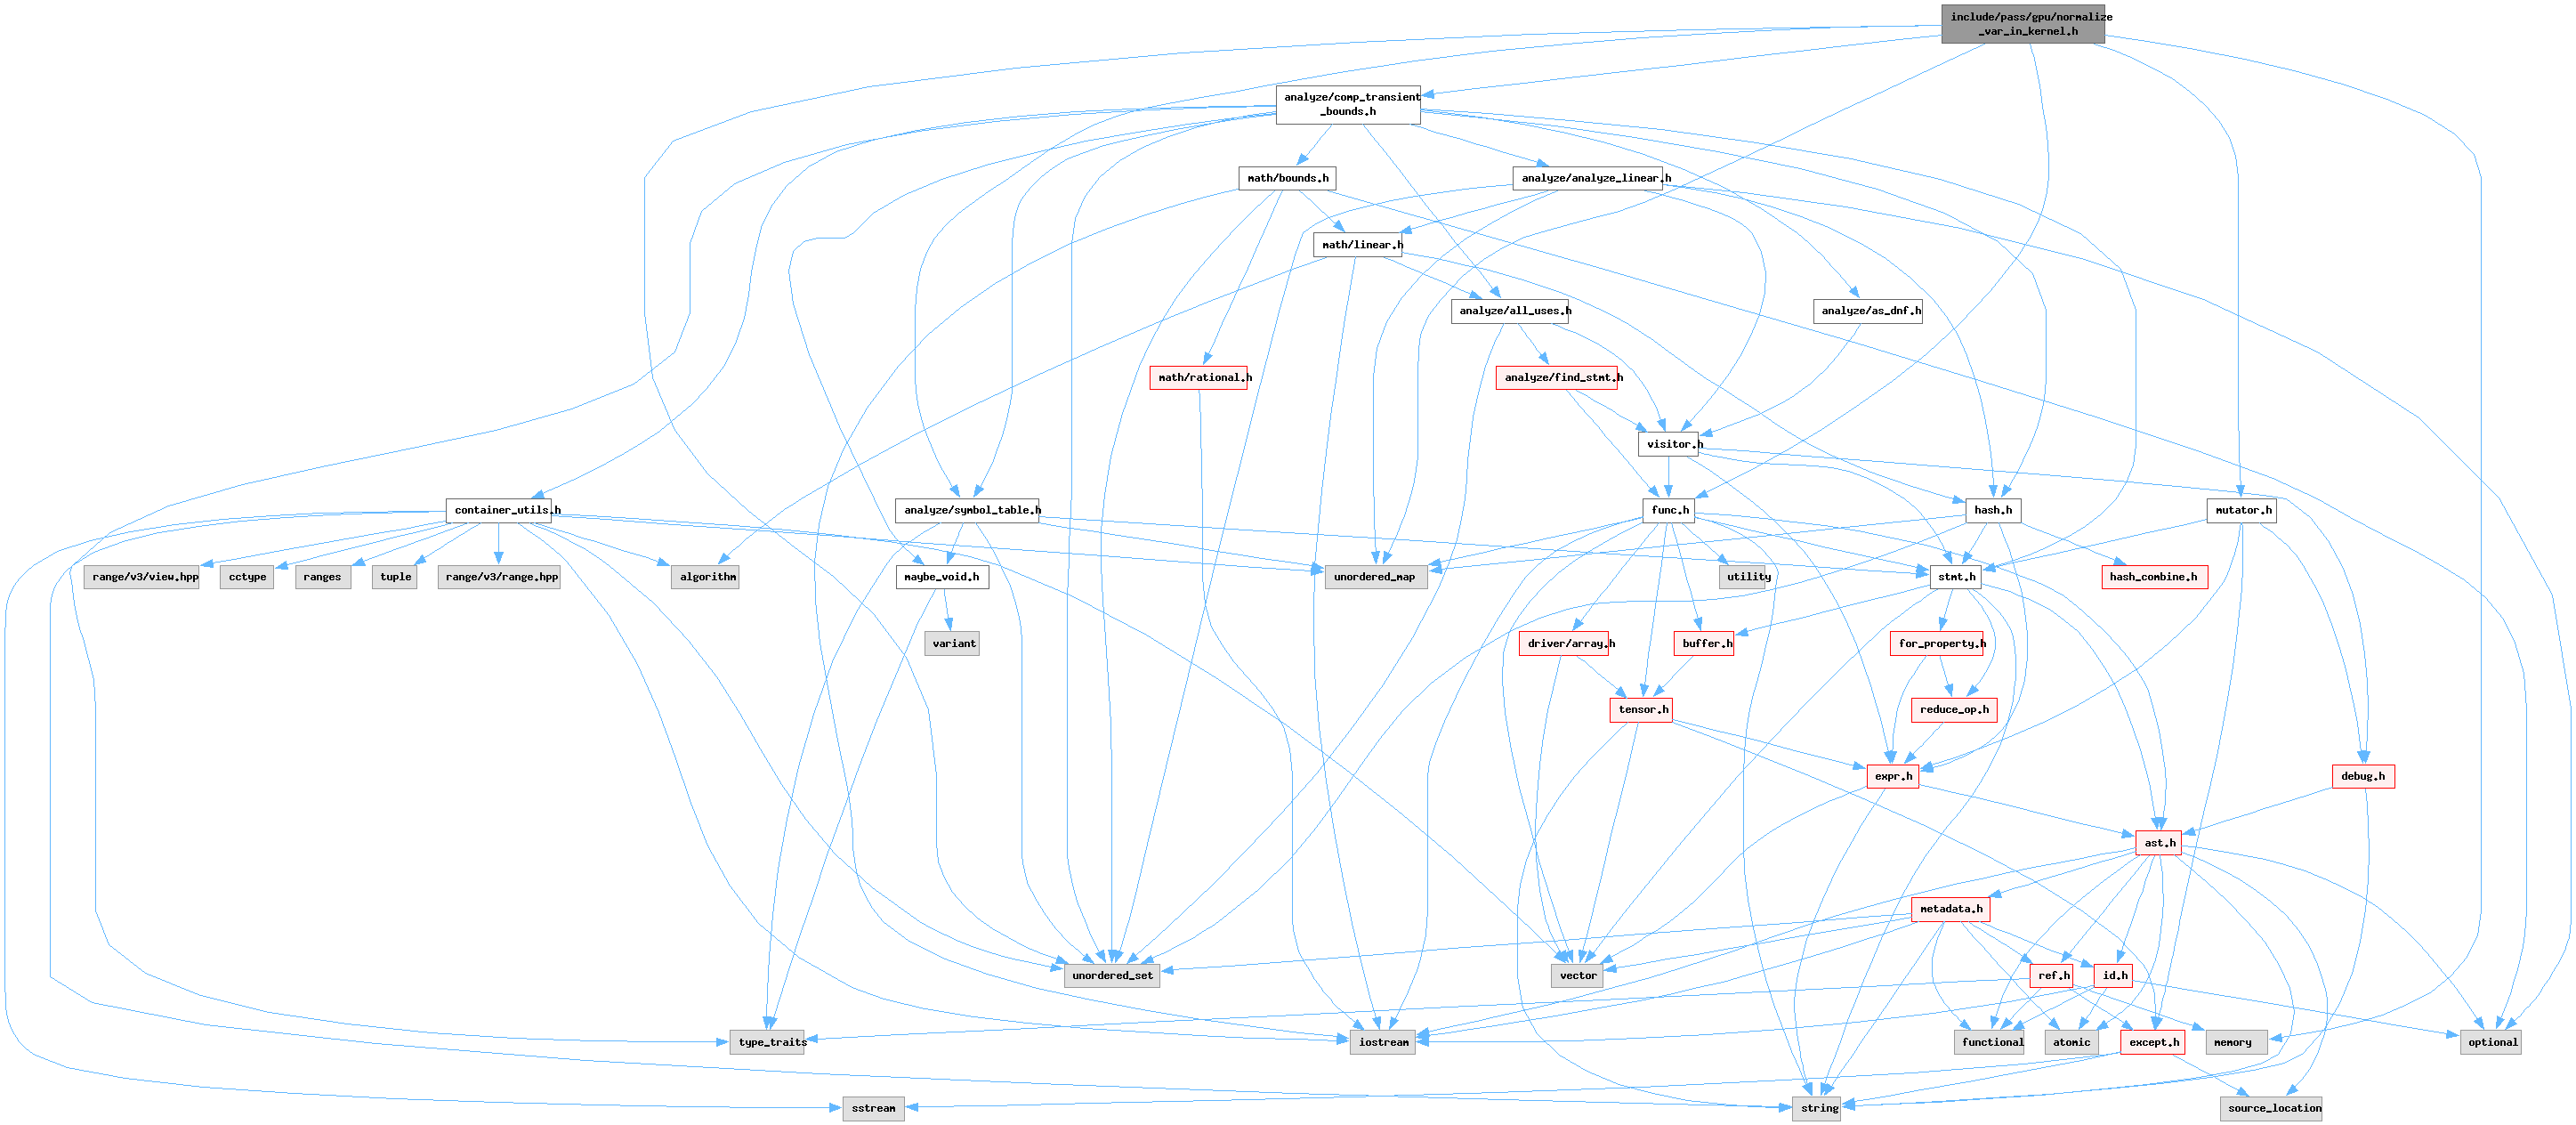 include/pass/gpu/normalize
_var_in_kernel.h
analyze/comp_transient
_bounds.h
math/bounds.h
analyze/analyze_linear.h
math/linear.h
analyze/all_uses.h
analyze/as_dnf.h
math/rational.h
analyze/find_stmt.h
visitor.h
container_utils.h
analyze/symbol_table.h
func.h
hash.h
mutator.h
range/v3/view.hpp
cctype
ranges
tuple
range/v3/range.hpp
algorithm
maybe_void.h
unordered_map
utility
stmt.h
hash_combine.h
variant
driver/array.h
buffer.h
for_property.h
tensor.h
reduce_op.h
expr.h
debug.h
ast.h
metadata.h
unordered_set
vector
ref.h
id.h
type_traits
iostream
functional
atomic
except.h
memory
optional
sstream
string
source_location